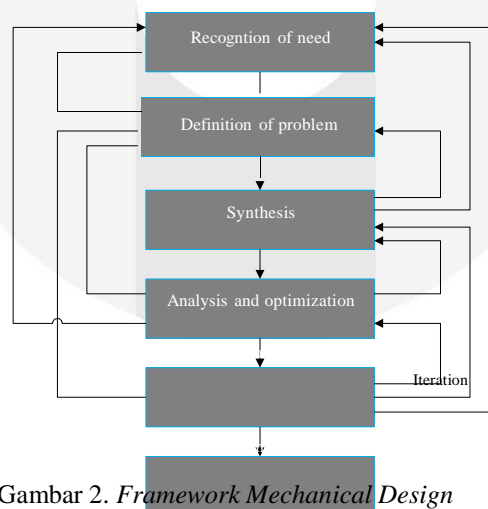 Recogntion of need
Definition of problem
Synthesis
Analysis and optimization
Iteration
Gambar 2. Framework Mechanical Design